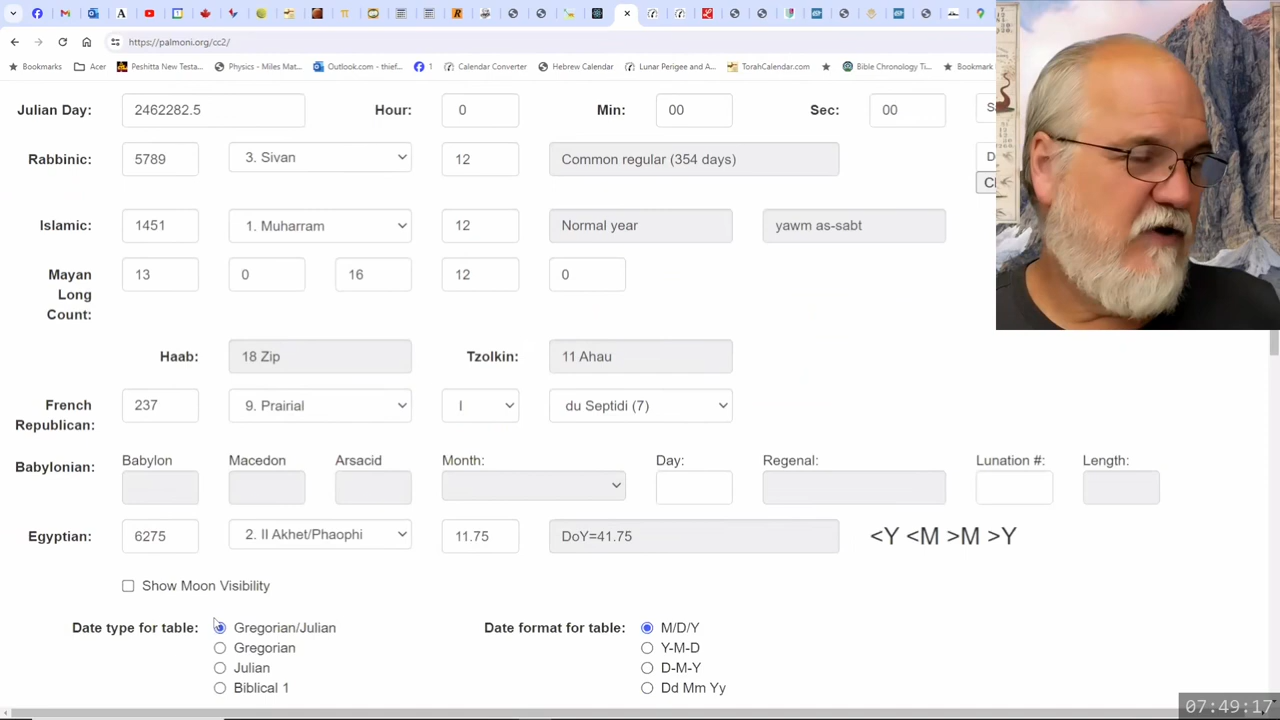 https://palmoni.org/cc2/
Bookmarks Acer Peshitta New Testa... Physics - Miles Mat... Outlook.com - thief... 1 Calendar Converter Hebrew Calendar Lunar Perigee and A... TorahCalendar.com Bible Chronology Ti... Bookmark
Julian Day: 2462282.5 Hour: 0 Min: 00 Sec: 00
Rabbinic: 5789 3. Sivan 12 Common regular (354 days)
Islamic: 1451 1. Muharram 12 Normal year yawm as-sabt
Mayan 13 0 16 12 0
Long
Count:
Haab: 18 Zip Tzolkin: 11 Ahau
French 237 9. Prairial I du Septidi (7)
Republican:
Babylonian: Babylon Macedon Arsacid Month: Day: Regenal: Lunation #: Length:
Egyptian: 6275 2. II Akhet/Phaophi 11.75 DoY=41.75 <Y <M >M >Y
Show Moon Visibility
Date type for table: Gregorian/Julian Date format for table: M/D/Y
Gregorian Y-M-D
Julian D-M-Y
Biblical 1 Dd Mm Yy
07:49:17